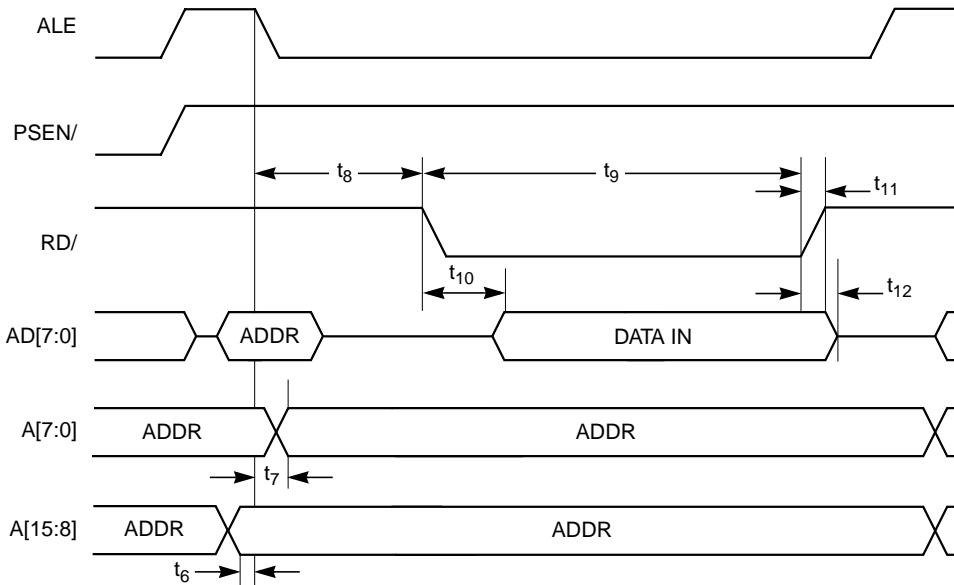 ALE
PSEN/
t8 t9
t11
RD/
t10
t12
AD[7:0] ADDR DATA IN
A[7:0] ADDR ADDR
t7
A[15:8] ADDR ADDR
t6